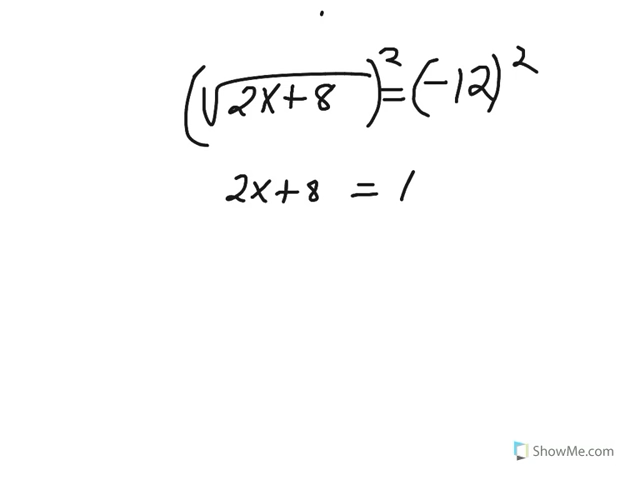 (√2x+8)²=(-12)²
2x+8 = 1
ShowMe.com